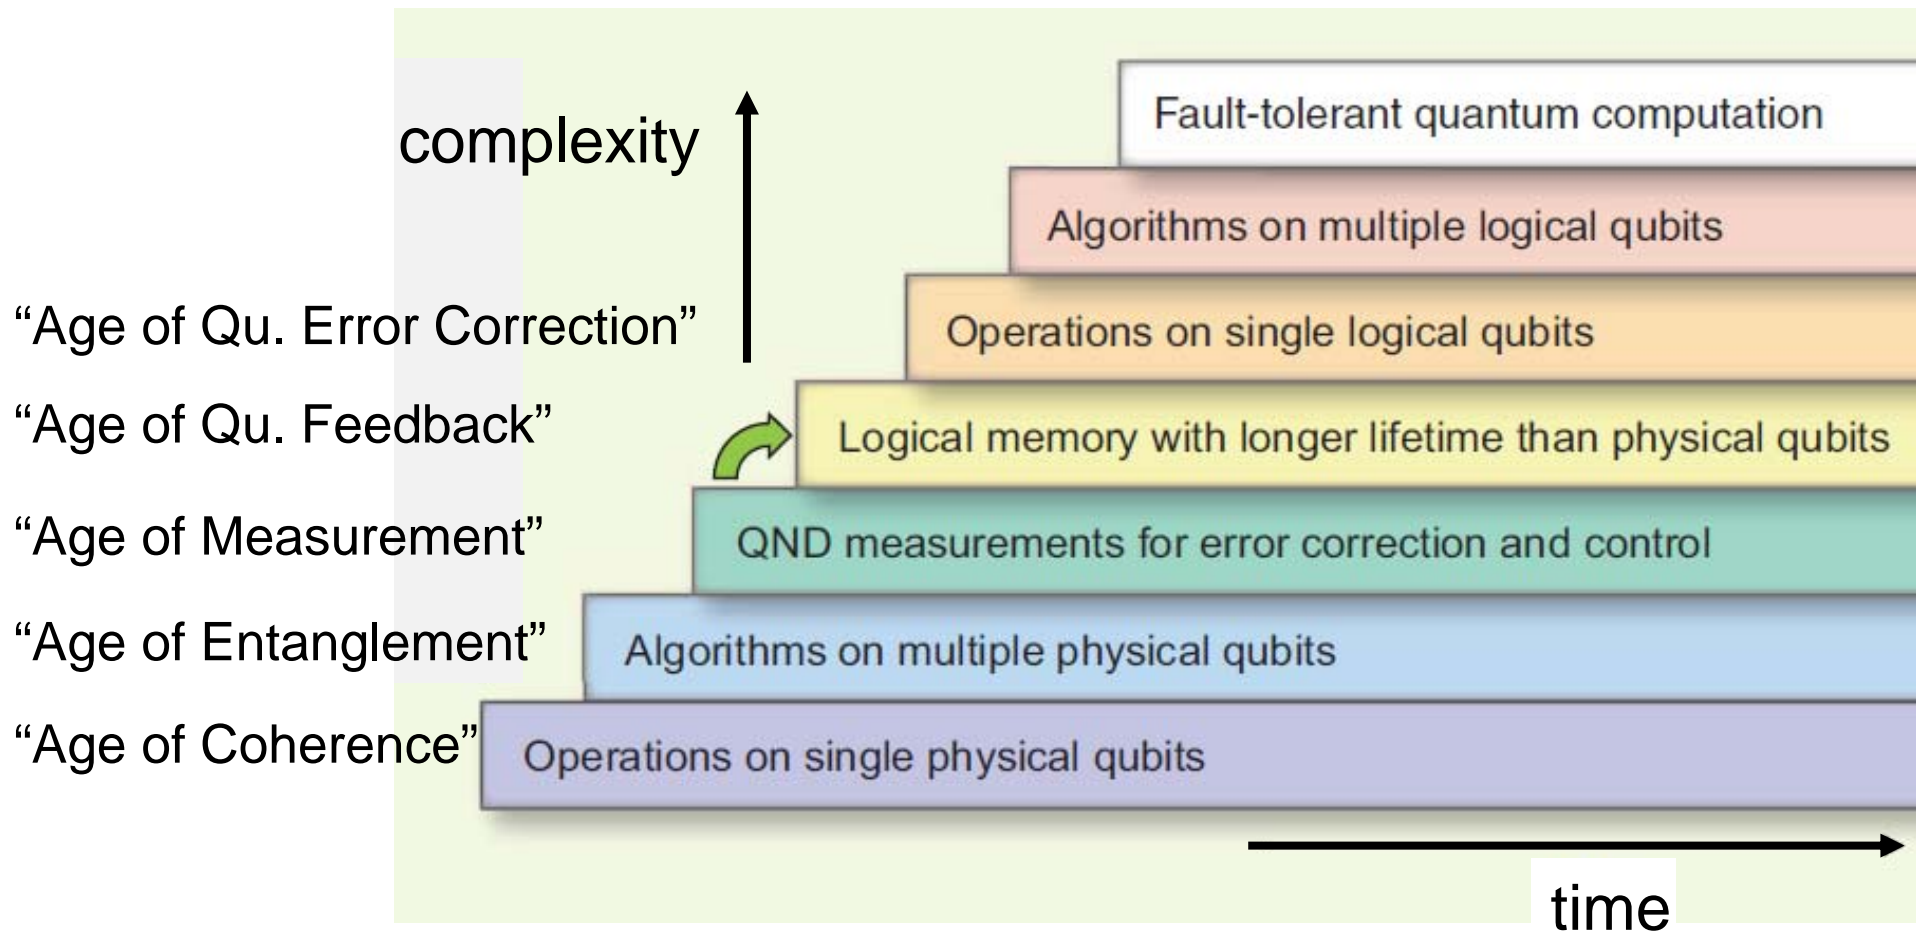 Fault-tolerant quantum computation
complexity
Algorithms on multiple logical qubits
“Age of Qu. Error Correction”
Operations on single logical qubits
“Age of Qu. Feedback”
Logical memory with longer lifetime than physical qubits
“Age of Measurement”
QND measurements for error correction and control
“Age of Entanglement”
Algorithms on multiple physical qubits
“Age of Coherence”
Operations on single physical qubits
time